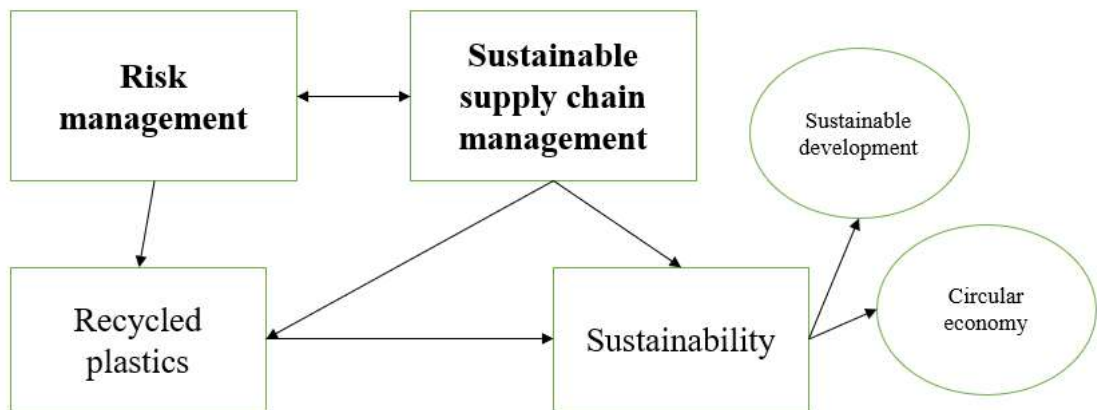 Risk
management
Sustainable
supply chain
management
Sustainable
development
Recycled
plastics
Sustainability
Circular
economy